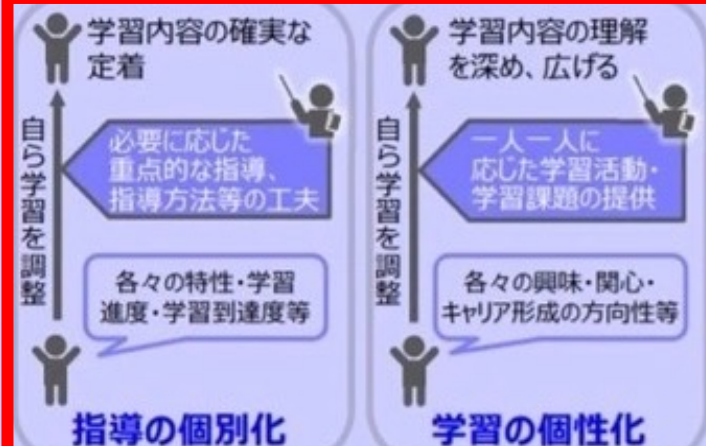 学習内容の確実な
定着
自ら学習を調整
必要に応じた
重点的な指導、
指導方法等の工夫
各々の特性・学習
進度・学習到達度等
指導の個別化
学習内容の理解
を深め、広げる
自ら学習を調整
一人一人に
応じた学習活動・
学習課題の提供
各々の興味・関心・
キャリア形成の方向性等
学習の個性化